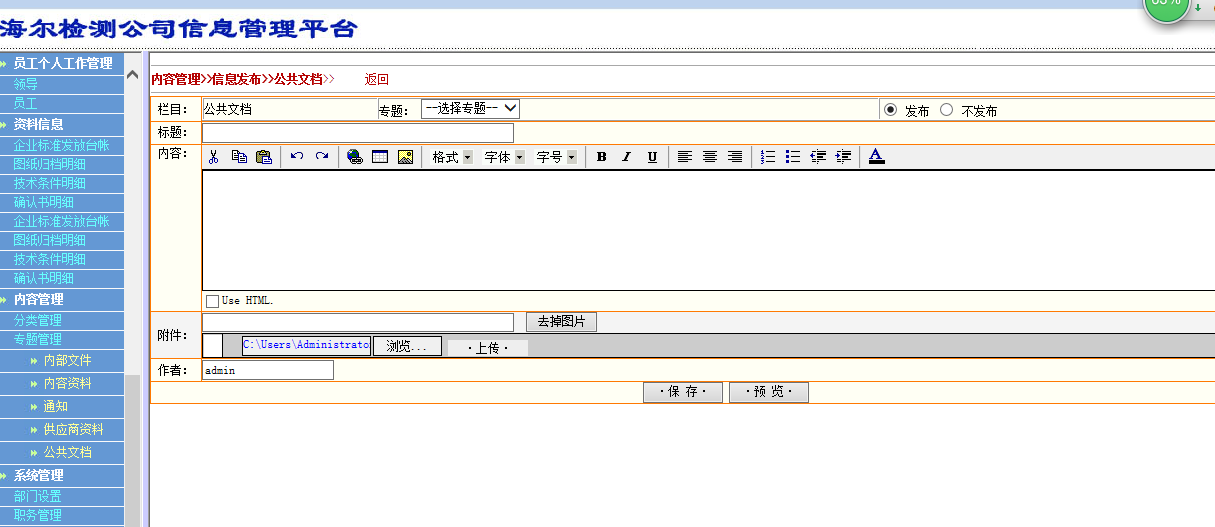 65%
海尔检测公司信息管理平台
员工个人工作管理
领导
员工
资料信息
企业标准发放台帐
图纸归档明细
技术条件明细
确认书明细
企业标准发放台帐
图纸归档明细
技术条件明细
确认书明细
内容管理
分类管理
专题管理
内部文件
内容资料
通知
供应商资料
公共文档
系统管理
部门设置
职务管理
内容管理>>信息发布>>公共文档>> 返回
栏目: 公共文档 专题: --选择专题-- 发布 不发布
标题:
内容: 格式 字体 字号 B I U A
Use HTML.
附件: 去掉图片
C:\Users\Administrato 浏览... ·上传·
作者: admin
·保 存· ·预 览·